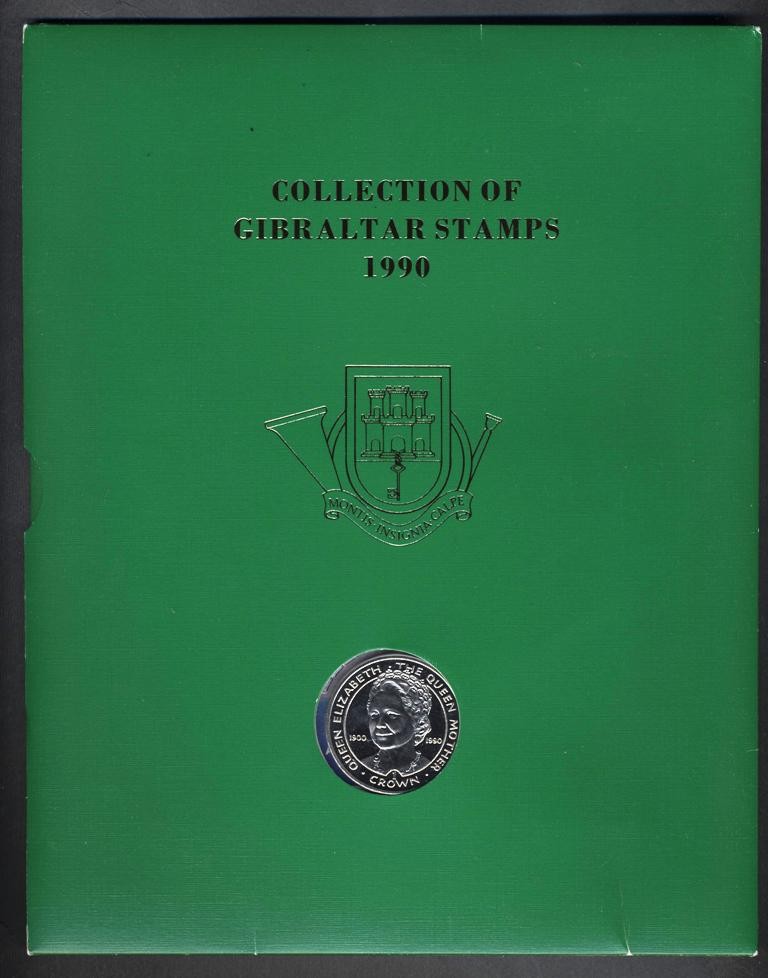 COLLECTION OF
GIBRALTAR STAMPS
1990
MONTIS·INSIGNIA·CALPE
QUEEN ELIZABETH · THE QUEEN MOTHER
1900 1990
· CROWN ·